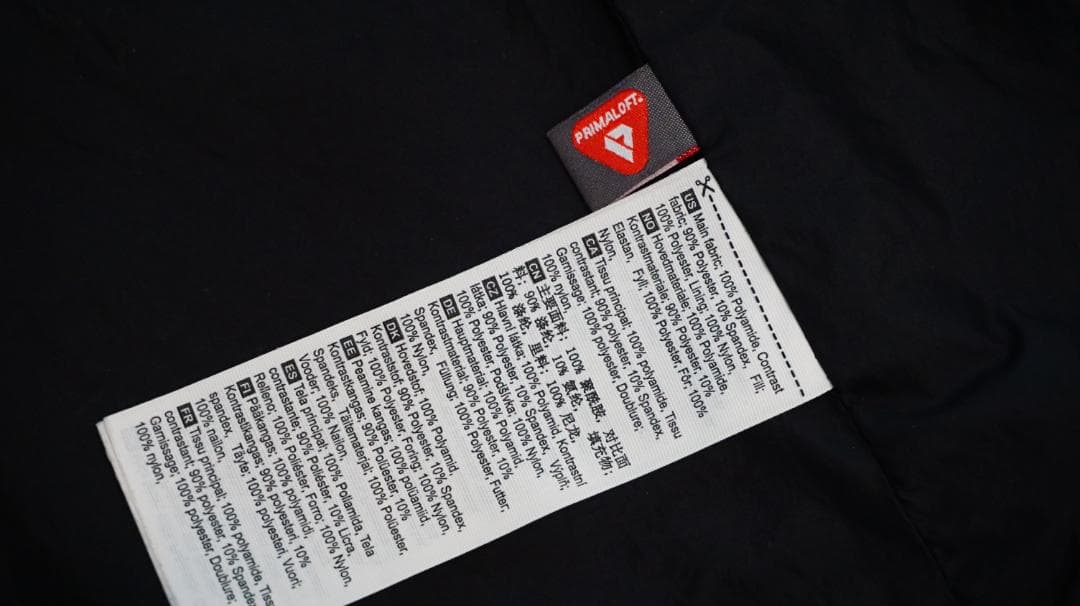 PRIMALOFT®
US Main fabric; 100% Polyamide, Contrast
fabric; 90% Polyester, 10% Spandex, Fill;
100% Polyester, Lining; 100% Nylon,
NO Hovedmateriale: 100% Polyamide,
Kontrastmateriale; 90% Polyester, 10%
Elastan, Fyll; 100% Polyester, Fôr; 100%
Nylon,
CA Tissu principal; 100% polyamide, Tissu
contrastant; 90% polyester, 10% Spandex,
Garnissage; 100% polyester, Doublure;
100% nylon,
CN 主要面料; 100% 聚酰胺, 对比面
料; 90% 涤纶, 10% 氨纶, 填充物;
100% 涤纶, 里料; 100% 尼龙,
CZ Hlavní látka: 100% Polyamid, Kontrastní
látka; 90% Polyester, 10% Spandex, Výplň;
100% Polyester, Podšívka; 100% Nylon,
DE Hauptmaterial: 100% Polyamid,
Kontrastmaterial; 90% Polyester, 10%
Spandex, Füllung; 100% Polyester, Futter;
100% Nylon,
DK Hovedstof; 100% Polyamid,
Kontraststof; 90% Polyester, 10% Spandex,
Fyld; 100% Polyester, Foring; 100% Nylon,
EE Peamine kangas; 100% polüamiid,
Kontrastkangas; 90% Polüester, 10%
Spandeks, Täitematerjal; 100% Polüester,
Vooder; 100% Nailon,
ES Tela principal; 100% Poliamida, Tela
contrastante; 90% Poliéster, 10% Licra,
Relleno; 100% Poliéster, Forro; 100% Nylon,
FI Pääkangas; 100% polyamidi,
Kontrastikangas; 90% polyesteri, 10%
spandex, Täyte; 100% polyesteri, Vuori;
100% nailon,
FR Tissu principal; 100% polyamide, Tiss
contrastant; 90% polyester, 10% Spandex
Garnissage; 100% polyester, Doublure;
100% nylon,